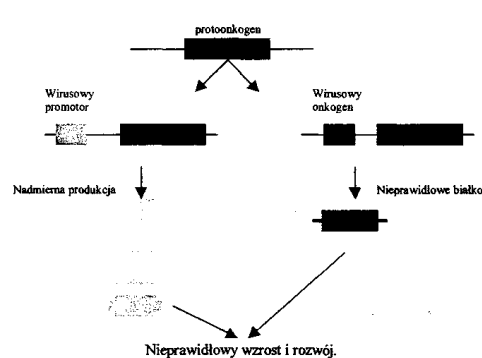 protoonkogen
Wirusowy
promotor
Wirusowy
onkogen
Nadmierna produkcja
Nieprawidłowe białko
Nieprawidłowy wzrost i rozwój.